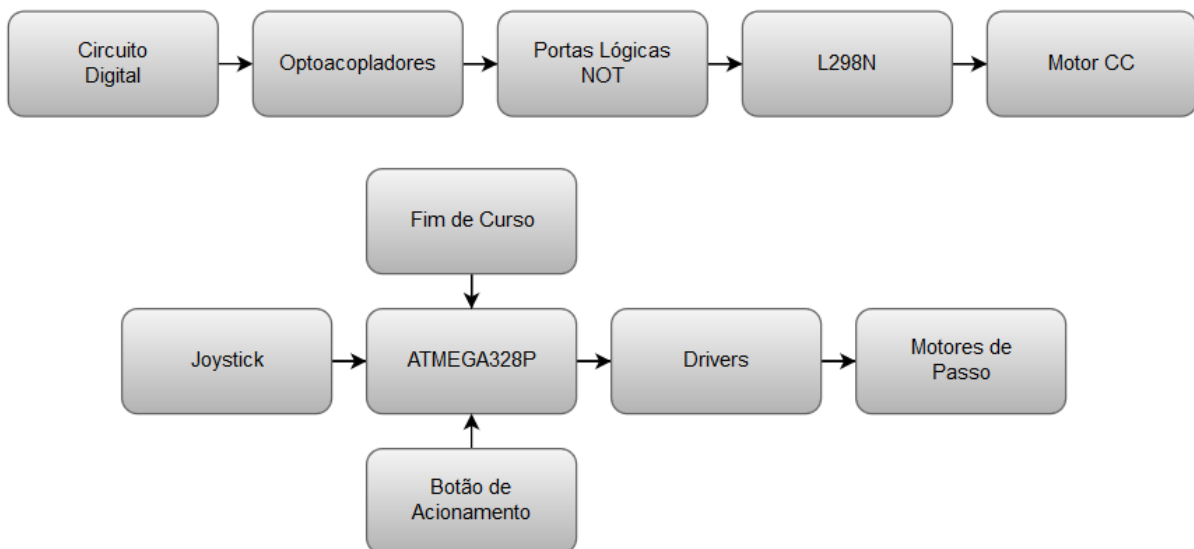 Circuito
Digital
Optoacopladores
Portas Lógicas
NOT
L298N
Motor CC
Fim de Curso
Joystick
ATMEGA328P
Drivers
Motores de
Passo
Botão de
Acionamento